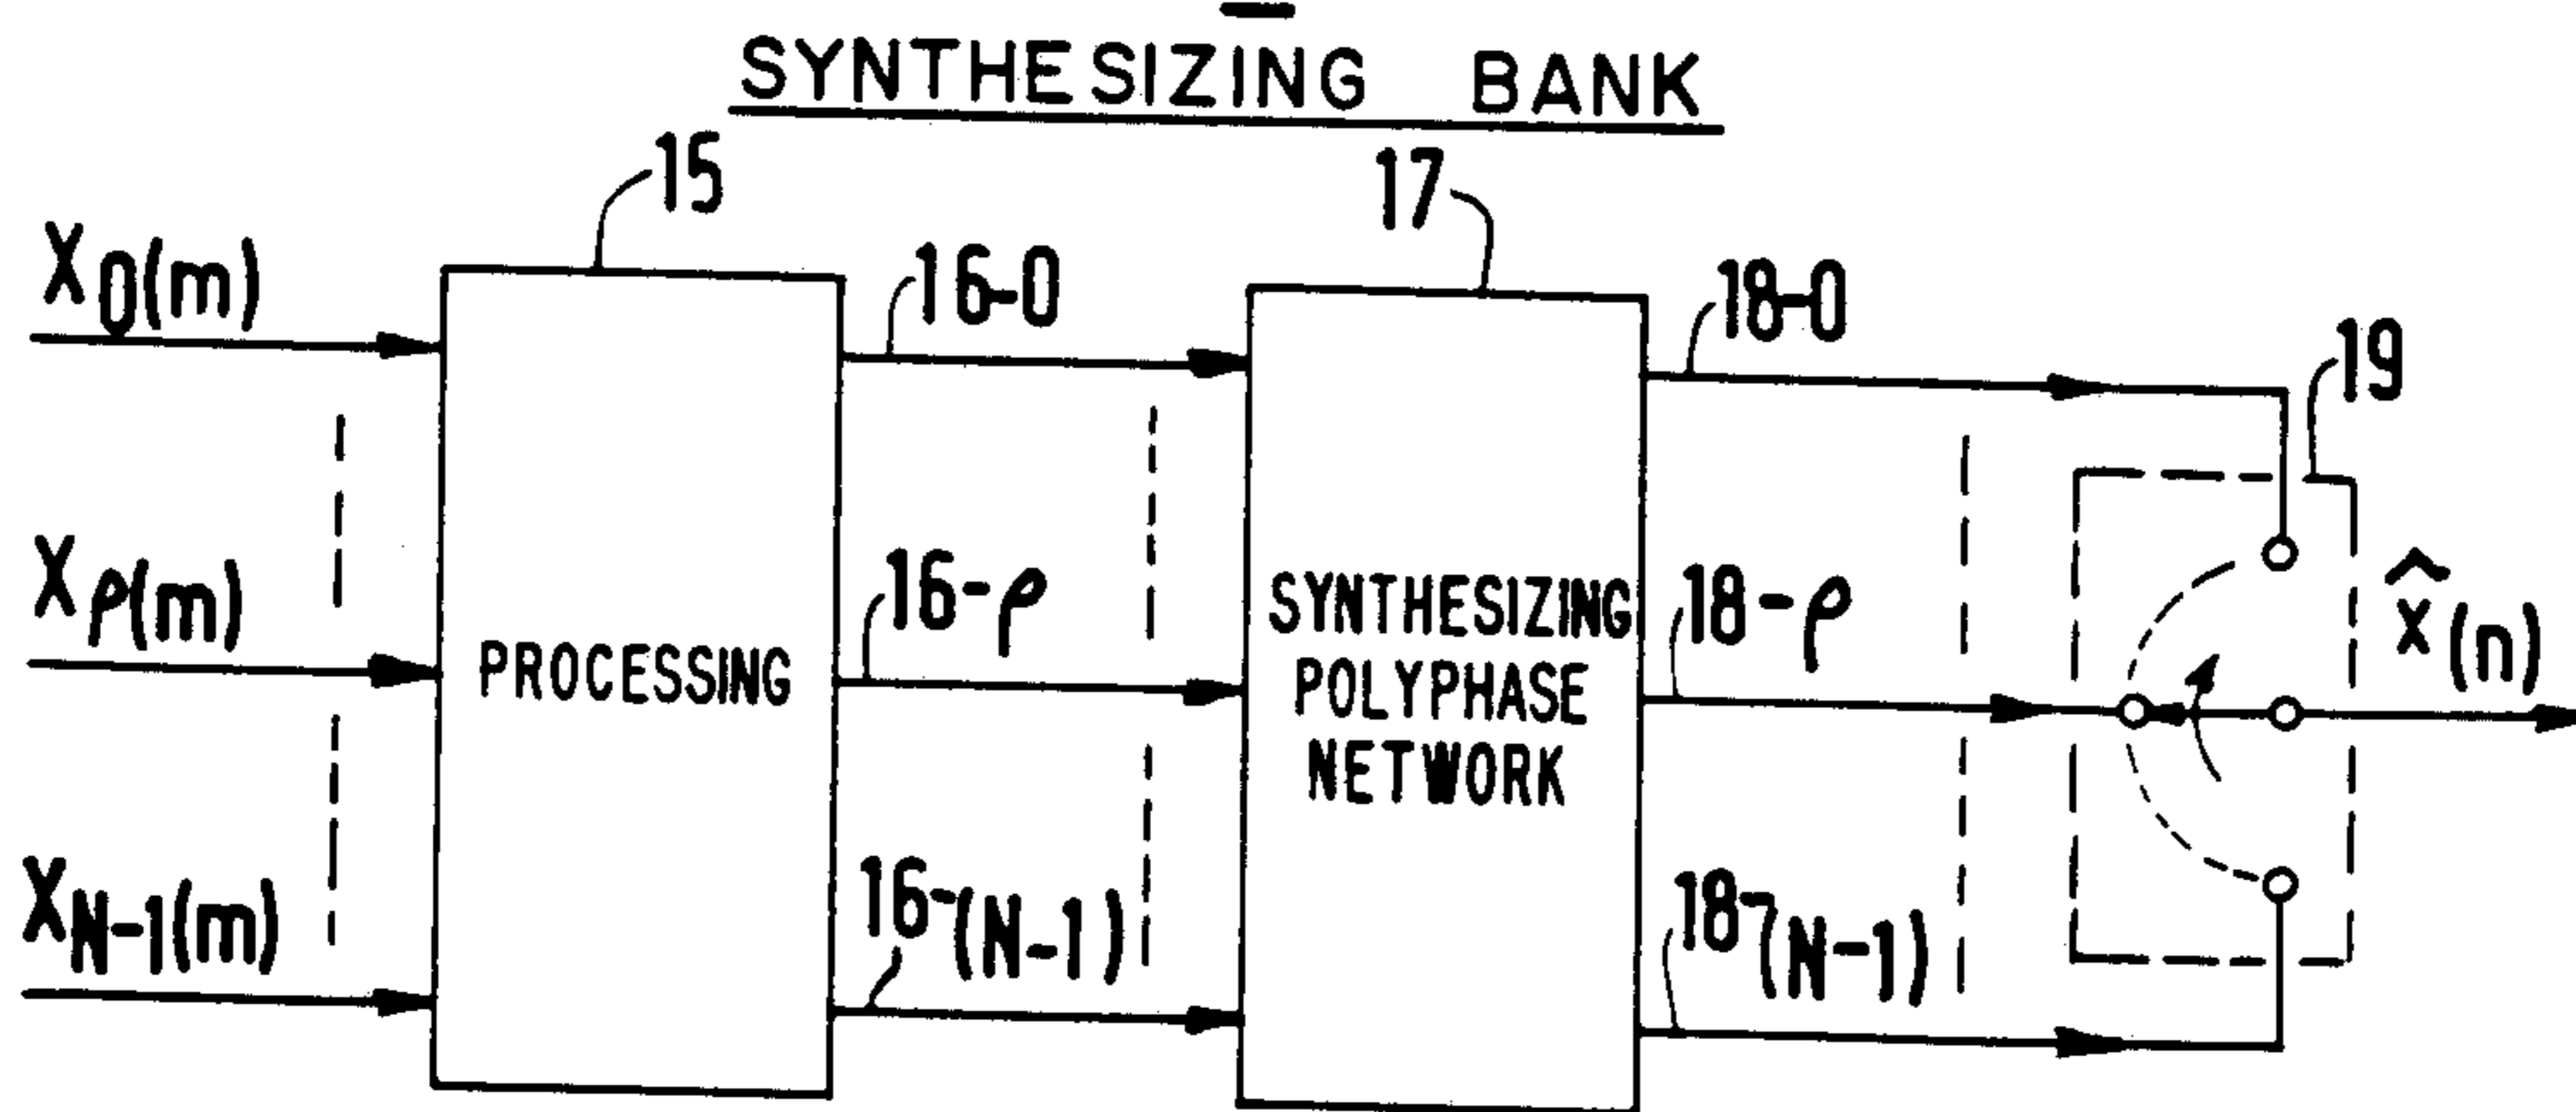 SYNTHESIZING BANK
15
17
X0(m)
16-0
18-0
19
Xρ(m)
16-ρ
18-ρ
x̂(n)
PROCESSING
SYNTHESIZING
POLYPHASE
NETWORK
XN-1(m)
16-(N-1)
18-(N-1)